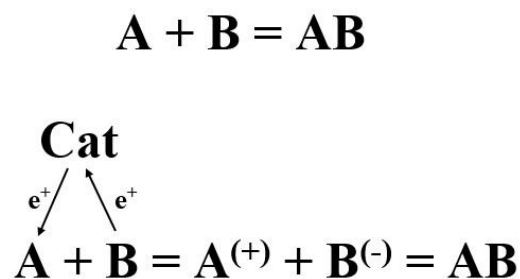 A + B = AB
Cat
e⁺ e⁺
A + B = A⁽⁺⁾ + B⁽⁻⁾ = AB